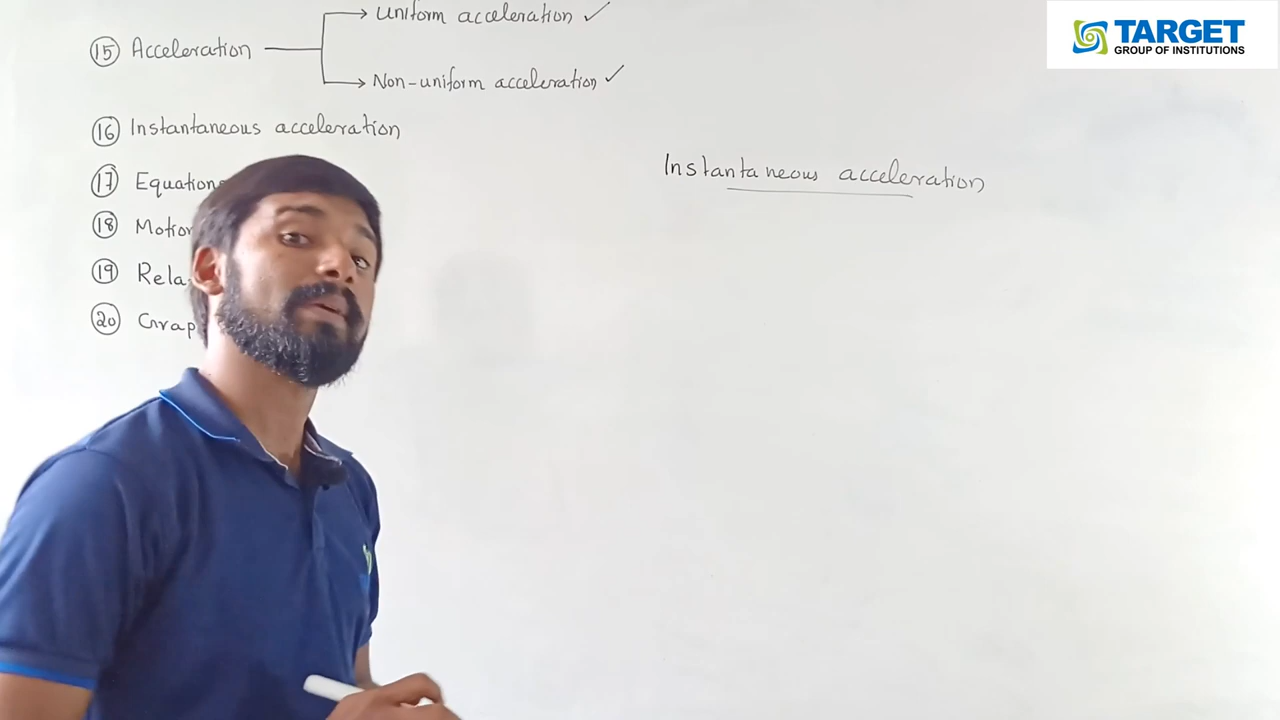 uniform acceleration ✓
⑮ Acceleration
Non-uniform acceleration ✓
⑯ Instantaneous acceleration
⑰ Equation
⑱ Motion
⑲ Rela
⑳ Grap
Instantaneous acceleration
TARGET
GROUP OF INSTITUTIONS